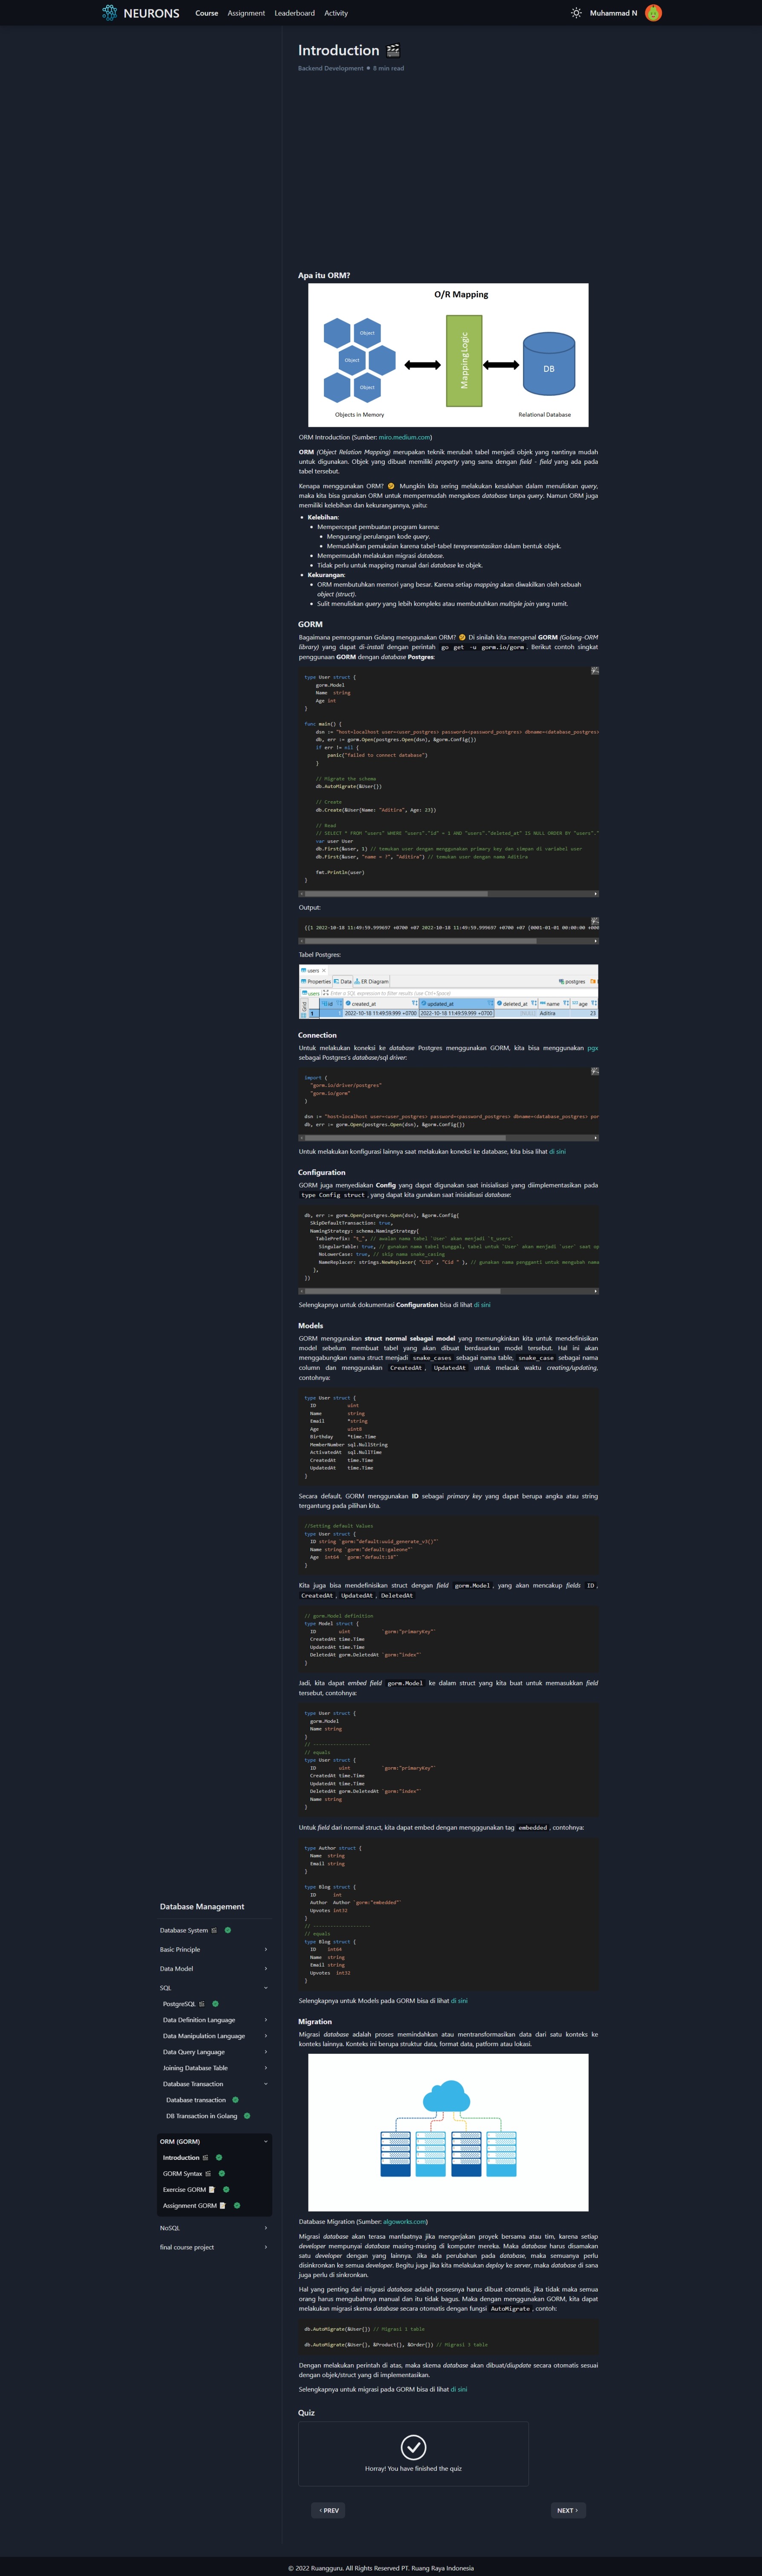 NEURONS
Course
Assignment
Leaderboard
Activity
Muhammad N
Introduction 🎬
Backend Development • 8 min read
Apa itu ORM?
O/R Mapping
Object
Object
Object
Mapping Logic
DB
Objects in Memory
Relational Database
ORM Introduction (Sumber: miro.medium.com)
ORM (Object Relation Mapping) merupakan teknik merubah tabel menjadi objek yang nantinya mudah
untuk digunakan. Objek yang dibuat memiliki property yang sama dengan field - field yang ada pada
tabel tersebut.
Kenapa menggunakan ORM? 🤔 Mungkin kita sering melakukan kesalahan dalam menuliskan query,
maka kita bisa gunakan ORM untuk mempermudah mengakses database tanpa query. Namun ORM juga
memiliki kelebihan dan kekurangannya, yaitu:
• Kelebihan:
• Mempercepat pembuatan program karena:
• Mengurangi perulangan kode query.
• Memudahkan pemakaian karena tabel-tabel terepresentasikan dalam bentuk objek.
• Mempermudah melakukan migrasi database.
• Tidak perlu untuk mapping manual dari database ke objek.
• Kekurangan:
• ORM membutuhkan memori yang besar. Karena setiap mapping akan diwakilkan oleh sebuah
object (struct).
• Sulit menuliskan query yang lebih kompleks atau membutuhkan multiple join yang rumit.
GORM
Bagaimana pemrograman Golang menggunakan ORM? 🤔 Di sinilah kita mengenal GORM (Golang-ORM
library) yang dapat di-install dengan perintah go get -u gorm.io/gorm. Berikut contoh singkat
penggunaan GORM dengan database Postgres:
type User struct {
gorm.Model
Name string
Age int
}
func main() {
dsn := "host=localhost user=<user_postgres> password=<password_postgres> dbname=<database_postgres>
db, err := gorm.Open(postgres.Open(dsn), &gorm.Config{})
if err != nil {
panic("failed to connect database")
}
// Migrate the schema
db.AutoMigrate(&User{})
// Create
db.Create(&User{Name: "Aditira", Age: 23})
// Read
// SELECT * FROM "users" WHERE "users"."id" = 1 AND "users"."deleted_at" IS NULL ORDER BY "users"."
var user User
db.First(&user, 1) // temukan user dengan menggunakan primary key dan simpan di variabel user
db.First(&user, "name = ?", "Aditira") // temukan user dengan nama Aditira
fmt.Println(user)
}
Output:
{{1 2022-10-18 11:49:59.999697 +0700 +07 2022-10-18 11:49:59.999697 +0700 +07 {0001-01-01 00:00:00 +000
Tabel Postgres:
users ×
Properties Data ER Diagram postgres
users Enter a SQL expression to filter results (use Ctrl+Space)
Grid id created_at updated_at deleted_at name age
1 2022-10-18 11:49:59.999 +0700 2022-10-18 11:49:59.999 +0700 Aditira 23
Connection
Untuk melakukan koneksi ke database Postgres menggunakan GORM, kita bisa menggunakan pgx
sebagai Postgres's database/sql driver:
import (
"gorm.io/driver/postgres"
"gorm.io/gorm"
)
dsn := "host=localhost user=<user_postgres> password=<password_postgres> dbname=<database_postgres> por
db, err := gorm.Open(postgres.Open(dsn), &gorm.Config{})
Untuk melakukan konfigurasi lainnya saat melakukan koneksi ke database, kita bisa lihat di sini
Configuration
GORM juga menyediakan Config yang dapat digunakan saat inisialisasi yang diimplementasikan pada
type Config struct, yang dapat kita gunakan saat inisialisasi database:
db, err := gorm.Open(postgres.Open(dsn), &gorm.Config{
SkipDefaultTransaction: true,
NamingStrategy: schema.NamingStrategy{
TablePrefix: "t_", // awalan nama tabel `User` akan menjadi `t_users`
SingularTable: true, // gunakan nama tabel tunggal, tabel untuk `User` akan menjadi `user` saat op
NoLowerCase: true, // skip nama snake_casing
NameReplacer: strings.NewReplacer( "CID" , "Cid " ), // gunakan nama pengganti untuk mengubah nama
},
})
Selengkapnya untuk dokumentasi Configuration bisa di lihat di sini
Models
GORM menggunakan struct normal sebagai model yang memungkinkan kita untuk mendefinisikan
model sebelum membuat tabel yang akan dibuat berdasarkan model tersebut. Hal ini akan
menggabungkan nama struct menjadi snake_cases sebagai nama table, snake_case sebagai nama
column dan menggunakan CreatedAt, UpdatedAt untuk melacak waktu creating/updating,
contohnya:
type User struct {
ID uint
Name string
Email *string
Age uint8
Birthday *time.Time
MemberNumber sql.NullString
ActivatedAt sql.NullTime
CreatedAt time.Time
UpdatedAt time.Time
}
Secara default, GORM menggunakan ID sebagai primary key yang dapat berupa angka atau string
tergantung pada pilihan kita.
//Setting default Values
type User struct {
ID string `gorm:"default:uuid_generate_v3()"`
Name string `gorm:"default:galeone"`
Age int64 `gorm:"default:18"`
}
Kita juga bisa mendefinisikan struct dengan field gorm.Model, yang akan mencakup fields ID,
CreatedAt, UpdatedAt, DeletedAt
// gorm.Model definition
type Model struct {
ID uint `gorm:"primaryKey"`
CreatedAt time.Time
UpdatedAt time.Time
DeletedAt gorm.DeletedAt `gorm:"index"`
}
Jadi, kita dapat embed field gorm.Model ke dalam struct yang kita buat untuk memasukkan field
tersebut, contohnya:
type User struct {
gorm.Model
Name string
}
// --------------------
// equals
type User struct {
ID uint `gorm:"primaryKey"`
CreatedAt time.Time
UpdatedAt time.Time
DeletedAt gorm.DeletedAt `gorm:"index"`
Name string
}
Untuk field dari normal struct, kita dapat embed dengan mengggunakan tag embedded, contohnya:
type Author struct {
Name string
Email string
}
type Blog struct {
ID int
Author Author `gorm:"embedded"`
Upvotes int32
}
// --------------------
// equals
type Blog struct {
ID int64
Name string
Email string
Upvotes int32
}
Selengkapnya untuk Models pada GORM bisa di lihat di sini
Migration
Migrasi database adalah proses memindahkan atau mentransformasikan data dari satu konteks ke
konteks lainnya. Konteks ini berupa struktur data, format data, patform atau lokasi.
Database Migration (Sumber: algoworks.com)
Migrasi database akan terasa manfaatnya jika mengerjakan proyek bersama atau tim, karena setiap
developer mempunyai database masing-masing di komputer mereka. Maka database harus disamakan
satu developer dengan yang lainnya. Jika ada perubahan pada database, maka semuanya perlu
disinkronkan ke semua developer. Begitu juga jika kita melakukan deploy ke server, maka database di sana
juga perlu di sinkronkan.
Hal yang penting dari migrasi database adalah prosesnya harus dibuat otomatis, jika tidak maka semua
orang harus mengubahnya manual dan itu tidak bagus. Maka dengan menggunakan GORM, kita dapat
melakukan migrasi skema database secara otomatis dengan fungsi AutoMigrate, contoh:
db.AutoMigrate(&User{}) // Migrasi 1 table
db.AutoMigrate(&User{}, &Product{}, &Order{}) // Migrasi 3 table
Dengan melakukan perintah di atas, maka skema database akan dibuat/diupdate secara otomatis sesuai
dengan objek/struct yang di implementasikan.
Selengkapnya untuk migrasi pada GORM bisa di lihat di sini
Quiz
Horray! You have finished the quiz
‹ PREV
NEXT ›
Database Management
Database System 🎬
Basic Principle
Data Model
SQL
PostgreSQL 🎬
Data Definition Language
Data Manipulation Language
Data Query Language
Joining Database Table
Database Transaction
Database transaction
DB Transaction in Golang
ORM (GORM)
Introduction 🎬
GORM Syntax 🎬
Exercise GORM 📝
Assignment GORM 📝
NoSQL
final course project
© 2022 Ruangguru. All Rights Reserved PT. Ruang Raya Indonesia